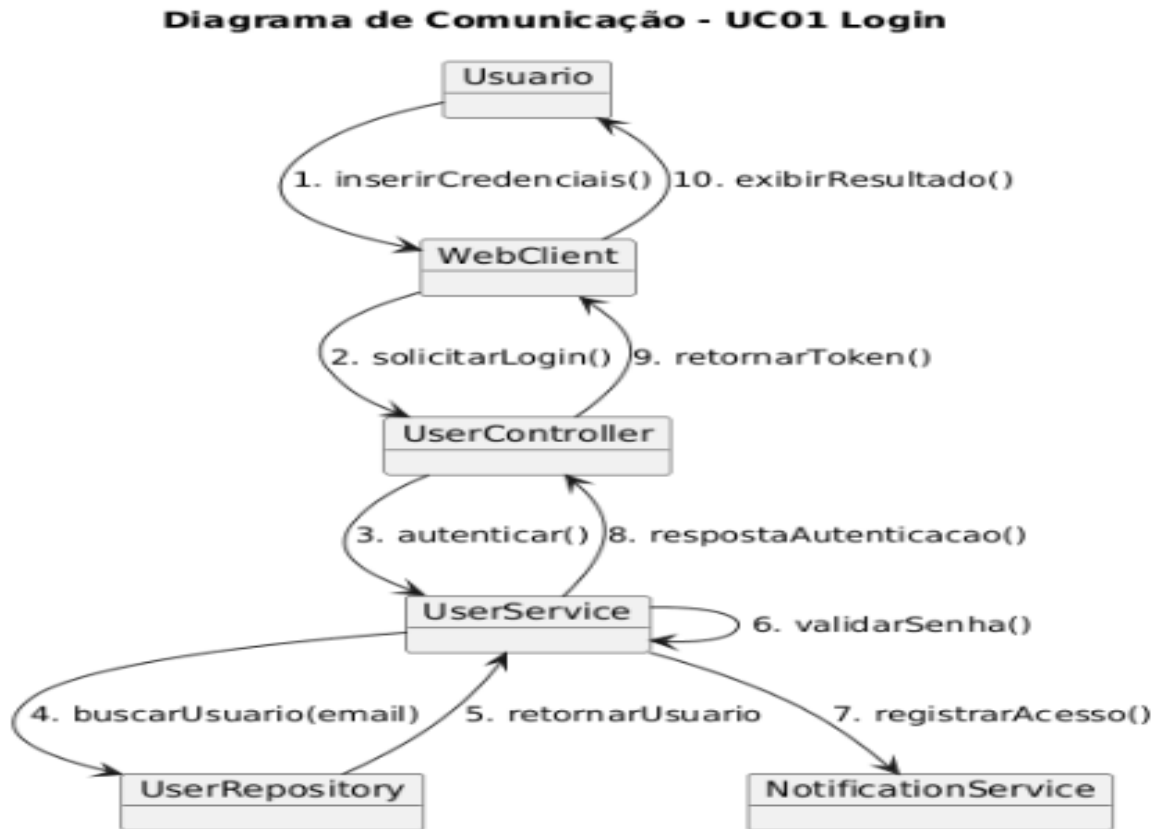 Diagrama de Comunicação - UC01 Login
Usuario
1. inserirCredenciais()
10. exibirResultado()
WebClient
2. solicitarLogin()
9. retornarToken()
UserController
3. autenticar()
8. respostaAutenticacao()
UserService
6. validarSenha()
4. buscarUsuario(email)
5. retornarUsuario
7. registrarAcesso()
UserRepository
NotificationService